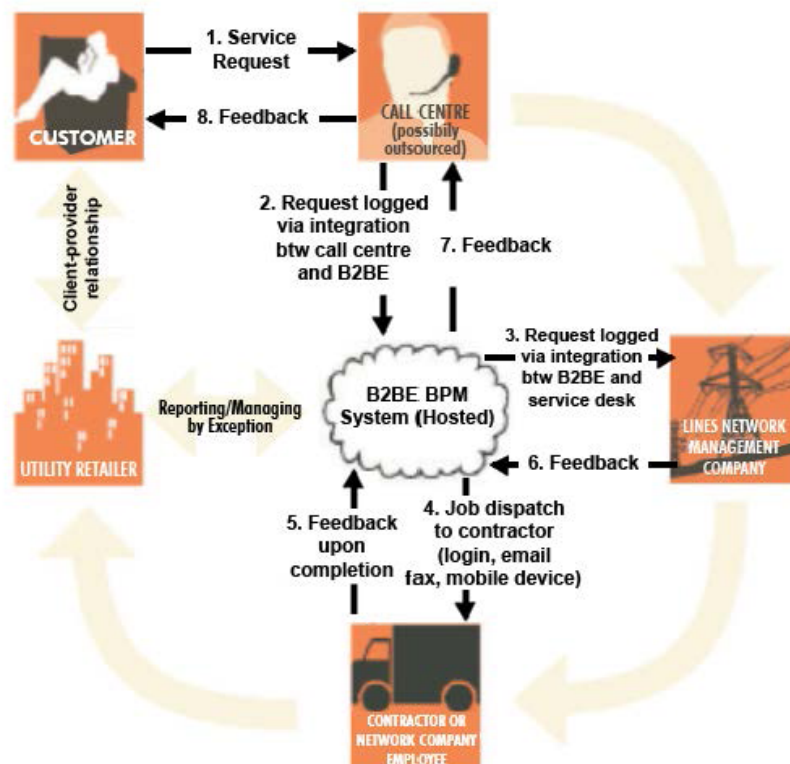 1. Service
Request
8. Feedback
CUSTOMER
CALL CENTRE
(possibily
outsourced)
2. Request logged
via integration
btw call centre
and B2BE
7. Feedback
Client-provider
relationship
3. Request logged
via integration
btw B2BE and
service desk
B2BE BPM
System (Hosted)
Reporting/Managing
by Exception
UTILITY RETAILER
LINES NETWORK
MANAGEMENT
COMPANY
6. Feedback
5. Feedback
upon
completion
4. Job dispatch
to contractor
(login, email
fax, mobile device)
CONTRACTOR OR
NETWORK COMPANY
EMPLOYEE